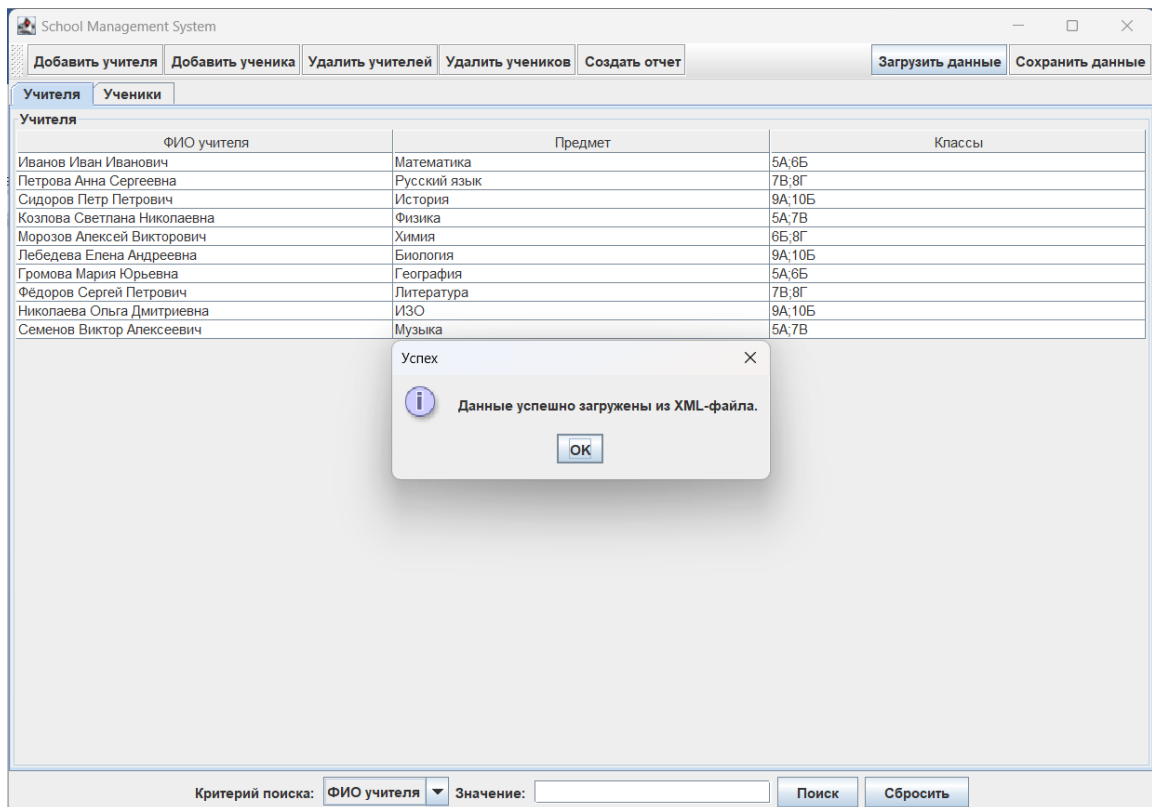 School Management System
Добавить учителя Добавить ученика Удалить учителей Удалить учеников Создать отчет Загрузить данные Сохранить данные
Учителя Ученики
Учителя
ФИО учителя Предмет Классы
Иванов Иван Иванович Математика 5А;6Б
Петрова Анна Сергеевна Русский язык 7В;8Г
Сидоров Петр Петрович История 9А;10Б
Козлова Светлана Николаевна Физика 5А;7В
Морозов Алексей Викторович Химия 6Б;8Г
Лебедева Елена Андреевна Биология 9А;10Б
Громова Мария Юрьевна География 5А;6Б
Фёдоров Сергей Петрович Литература 7В;8Г
Николаева Ольга Дмитриевна ИЗО 9А;10Б
Семенов Виктор Алексеевич Музыка 5А;7В
Успех
Данные успешно загружены из XML-файла.
OK
Критерий поиска: ФИО учителя Значение: Поиск Сбросить